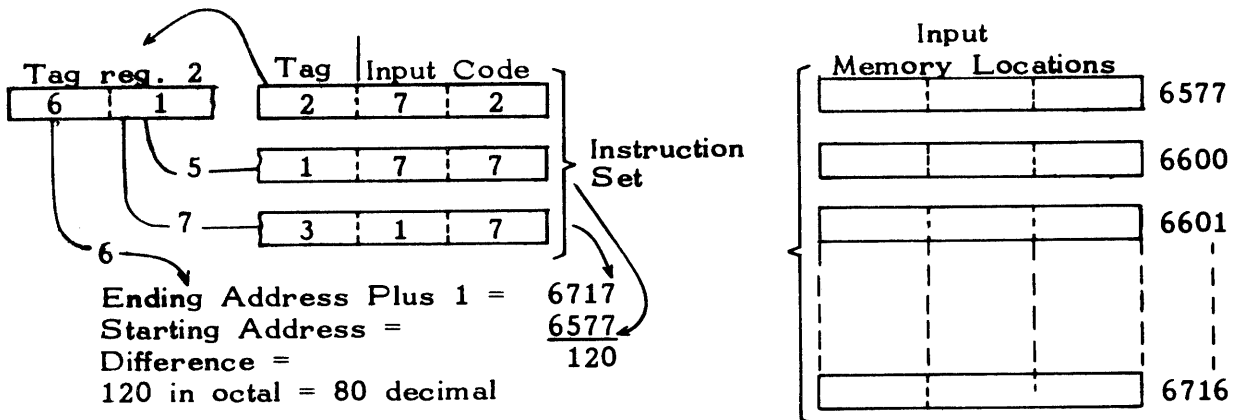 Tag reg. 2
6 1
Tag Input Code
2 7 2
5 1 7 7
7 3 1 7
6
Instruction
Set
Ending Address Plus 1 = 6717
Starting Address = 6577
Difference = 120
120 in octal = 80 decimal
Input
Memory Locations
6577
6600
6601
6716